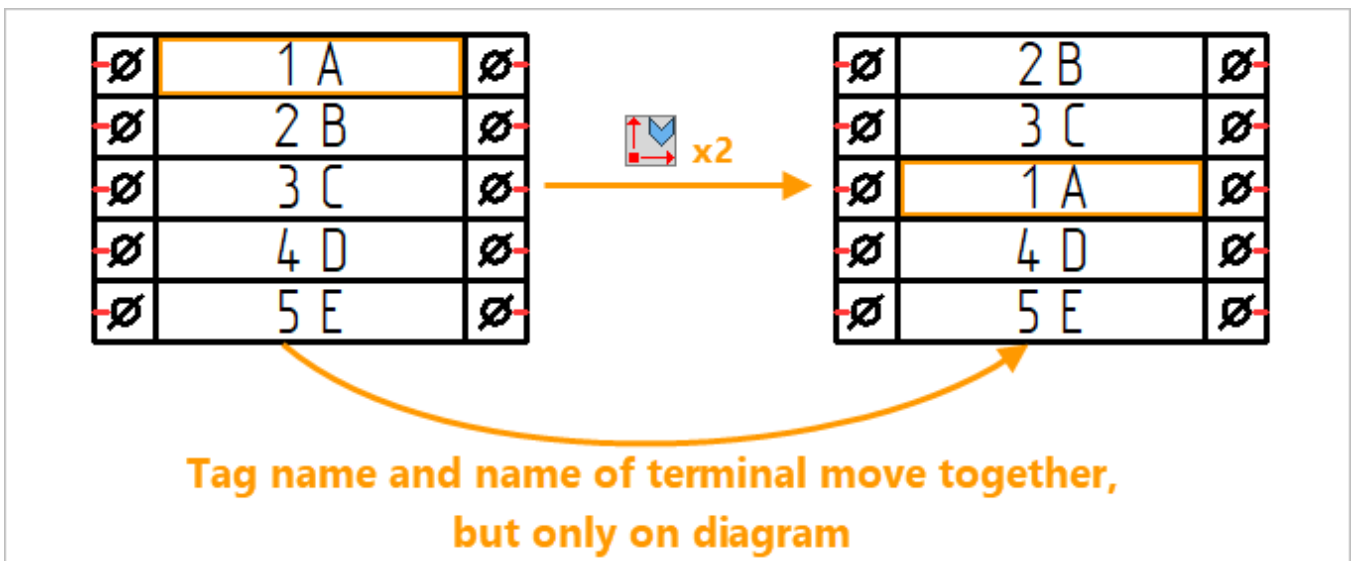 1 A
2 B
3 C
4 D
5 E
x2
2 B
3 C
1 A
4 D
5 E
Tag name and name of terminal move together,
but only on diagram